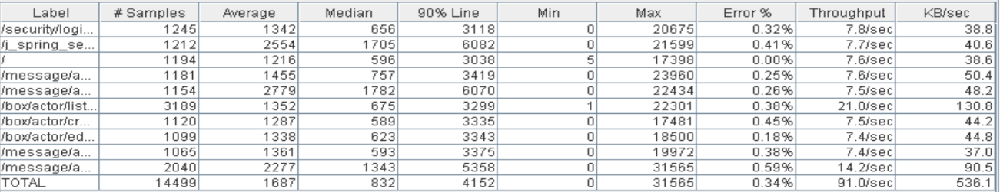 Label # Samples Average Median 90% Line Min Max Error % Throughput KB/sec
/security/logi... 1245 1342 656 3118 0 20675 0.32% 7.8/sec 38.8
/j_spring_se... 1212 2554 1705 6082 0 21599 0.41% 7.7/sec 40.6
/ 1194 1216 596 3038 5 17398 0.00% 7.6/sec 38.6
/message/a... 1181 1455 757 3419 0 23960 0.25% 7.6/sec 50.4
/message/a... 1154 2779 1782 6070 0 22434 0.26% 7.5/sec 48.2
/box/actor/list... 3189 1352 675 3299 1 22301 0.38% 21.0/sec 130.8
/box/actor/cr... 1120 1287 589 3335 0 17481 0.45% 7.5/sec 44.2
/box/actor/ed... 1099 1338 623 3343 0 18500 0.18% 7.4/sec 44.8
/message/a... 1065 1361 593 3375 0 19972 0.38% 7.4/sec 37.0
/message/a... 2040 2277 1343 5358 0 31565 0.59% 14.2/sec 90.5
TOTAL 14499 1687 832 4152 0 31565 0.34% 91.0/sec 536.1